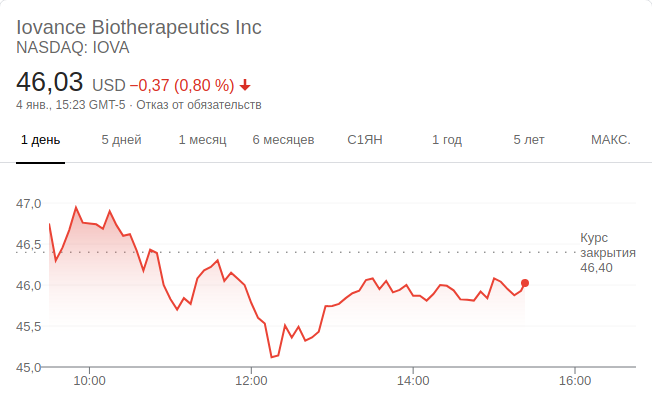 Iovance Biotherapeutics Inc
NASDAQ: IOVA
46,03 USD −0,37 (0,80 %)
4 янв., 15:23 GMT-5 · Отказ от обязательств
1 день 5 дней 1 месяц 6 месяцев С1ЯН 1 год 5 лет МАКС.
47,0
46,5
46,0
45,5
45,0
Курс
закрытия
46,40
10:00 12:00 14:00 16:00